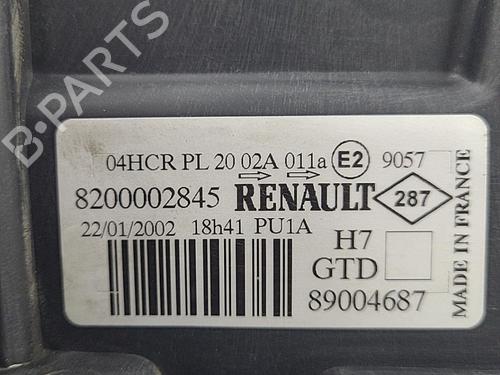 04HCR PL 20 02A 011a E2 9057
8200002845 RENAULT 287
22/01/2002 18h41 PU1A
H7
GTD
89004687
MADE IN FRANCE
B-PARTS